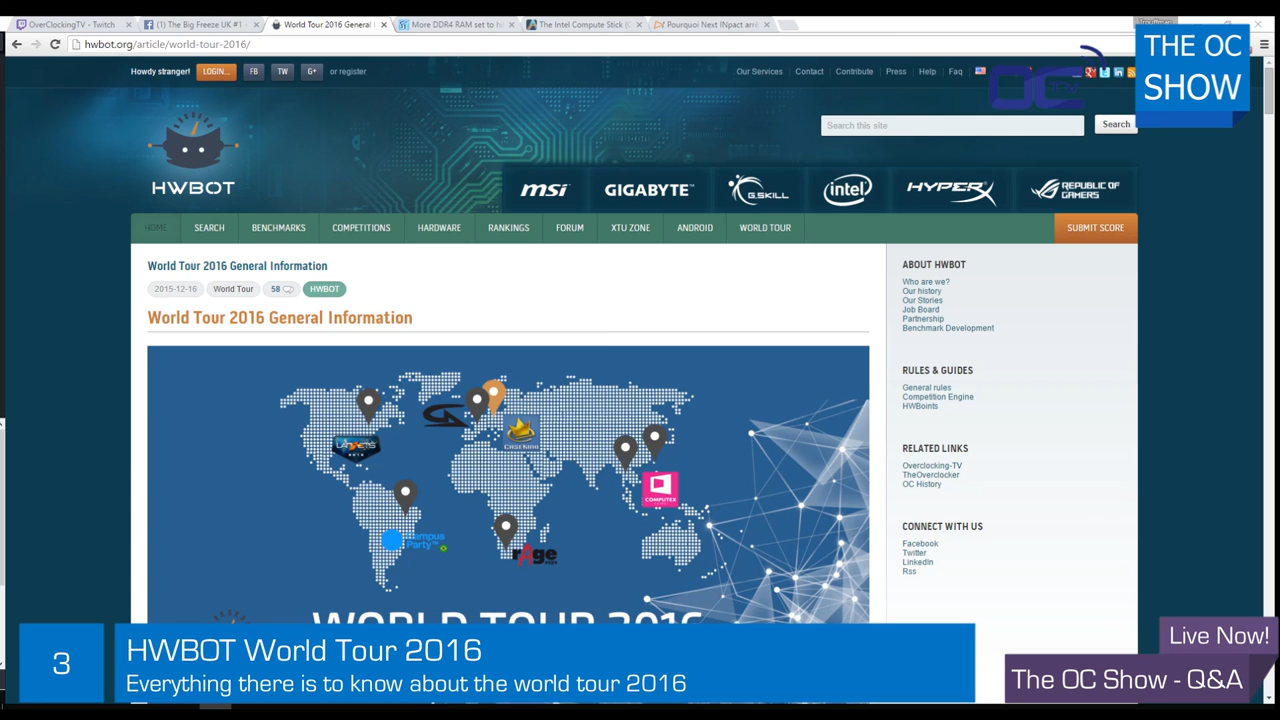 OverClockingTV - Twitch
(1) The Big Freeze UK #1 -
World Tour 2016 General I
More DDR4 RAM set to h
The Intel Compute Stick (C
Pourquoi Next INpact arr
hwbot.org/article/world-tour-2016/
THE OC
SHOW
Howdy stranger!
LOGIN...
FB
TW
G+
or register
Our Services
Contact
Contribute
Press
Help
Faq
OC
Search this site
Search
HWBOT
msi
GIGABYTE
G.SKILL
intel
HYPERX
REPUBLIC OF
GAMERS
HOME
SEARCH
BENCHMARKS
COMPETITIONS
HARDWARE
RANKINGS
FORUM
XTU ZONE
ANDROID
WORLD TOUR
SUBMIT SCORE
World Tour 2016 General Information
2015-12-16
World Tour
58
HWBOT
World Tour 2016 General Information
COMPUTEX
Campus
Party
rAge
expo
WORLD TOUR 2016
ABOUT HWBOT
Who are we?
Our history
Our Stories
Job Board
Partnership
Benchmark Development
RULES & GUIDES
General rules
Competition Engine
HWBoints
RELATED LINKS
Overclocking-TV
TheOverclocker
OC History
CONNECT WITH US
Facebook
Twitter
LinkedIn
Rss
3
HWBOT World Tour 2016
Everything there is to know about the world tour 2016
Live Now!
The OC Show - Q&A